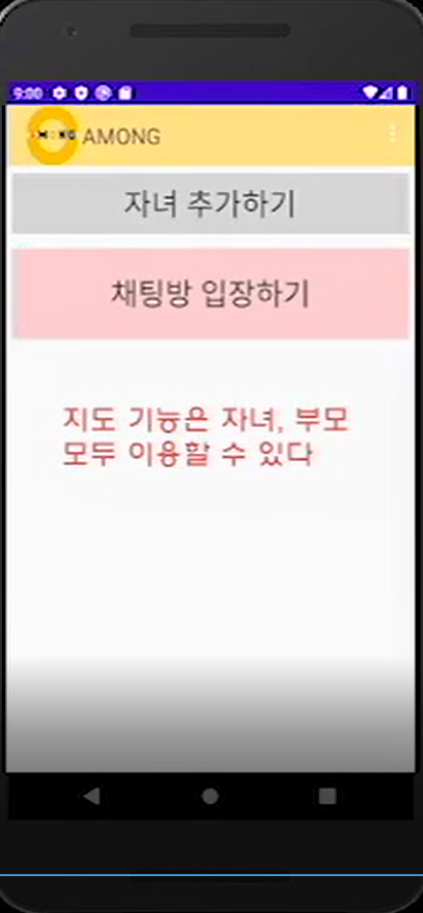 9:00
AMONG
AMONG
자녀 추가하기
채팅방 입장하기
지도 기능은 자녀, 부모
모두 이용할 수 있다